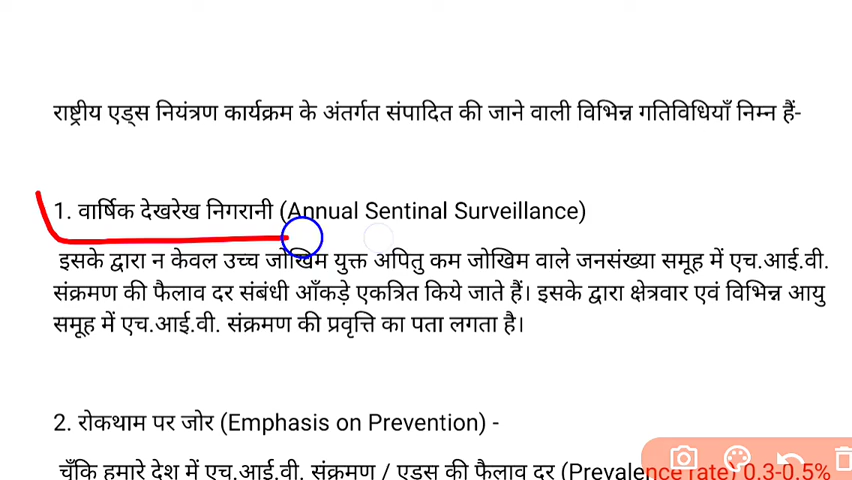 राष्ट्रीय एड्स नियंत्रण कार्यक्रम के अंतर्गत संपादित की जाने वाली विभिन्न गतिविधियाँ निम्न हैं-
1. वार्षिक देखरेख निगरानी (Annual Sentinal Surveillance)
इसके द्वारा न केवल उच्च जोखिम युक्त अपितु कम जोखिम वाले जनसंख्या समूह में एच.आई.वी.
संक्रमण की फैलाव दर संबंधी आँकड़े एकत्रित किये जाते हैं। इसके द्वारा क्षेत्रवार एवं विभिन्न आयु
समूह में एच.आई.वी. संक्रमण की प्रवृत्ति का पता लगता है।
2. रोकथाम पर जोर (Emphasis on Prevention) -
चूँकि हमारे देश में एच.आई.वी. संक्रमण / एडस की फैलाव दर (Prevalence rate) 0.3-0.5%